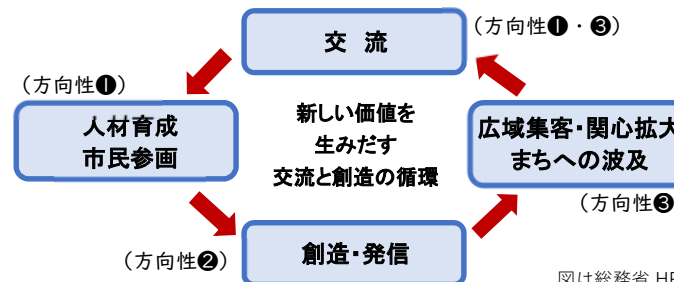 交 流
（方向性❶・❸）
（方向性❶）
人材育成
市民参画
新しい価値を
生みだす
交流と創造の循環
広域集客・関心拡大
まちへの波及
（方向性❸
（方向性❷）
創造・発信
図は総務省 HP